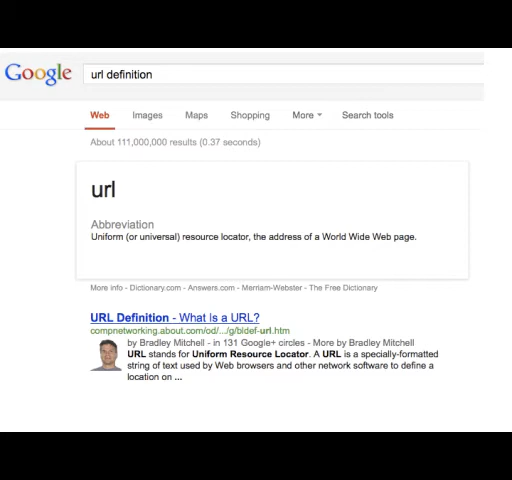 Google
url definition
Web Images Maps Shopping More Search tools
About 111,000,000 results (0.37 seconds)
url
Abbreviation
Uniform (or universal) resource locator, the address of a World Wide Web page.
More info - Dictionary.com - Answers.com - Merriam-Webster - The Free Dictionary
URL Definition - What Is a URL?
compnetworking.about.com/od/.../g/bldef-url.htm
by Bradley Mitchell - in 131 Google+ circles - More by Bradley Mitchell
URL stands for Uniform Resource Locator. A URL is a specially-formatted
string of text used by Web browsers and other network software to define a
location on ...